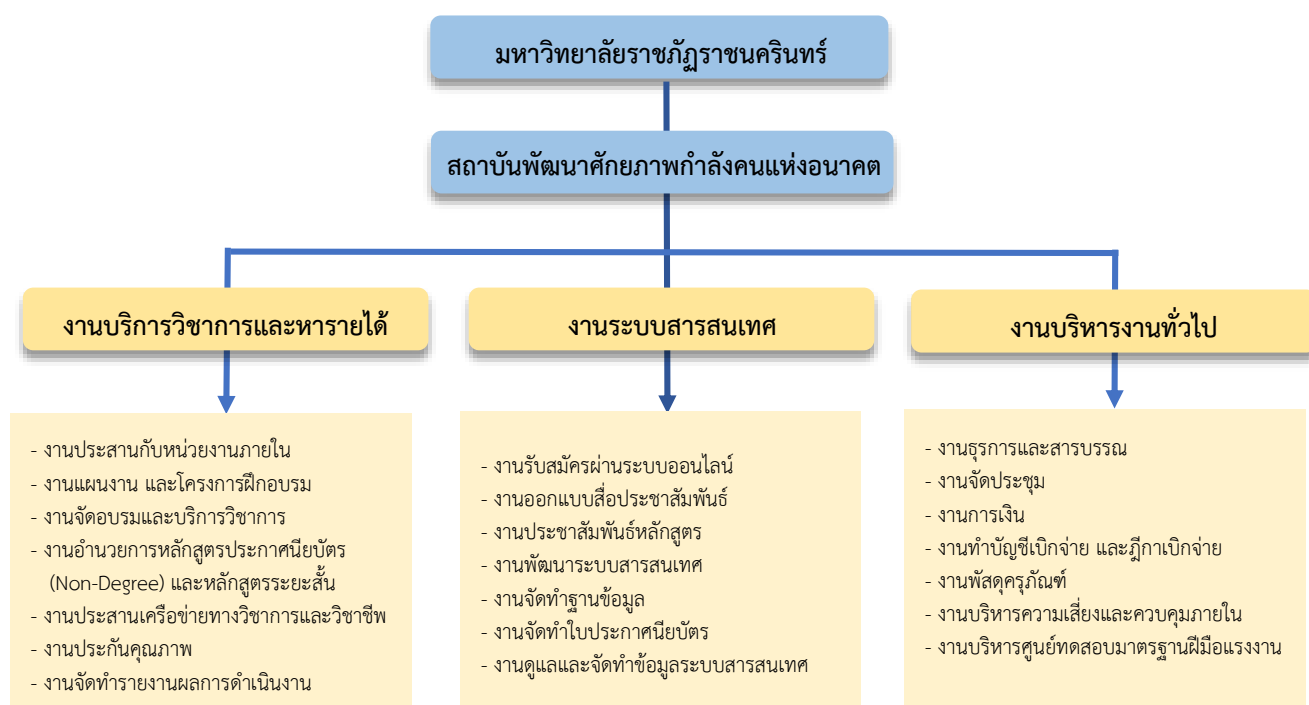 มหาวิทยาลัยราชภัฏราชนครินทร์
สถาบันพัฒนาศักยภาพกำลังคนแห่งอนาคต
งานบริการวิชาการและหารายได้
- งานประสานกับหน่วยงานภายใน
- งานแผนงาน และโครงการฝึกอบรม
- งานจัดอบรมและบริการวิชาการ
- งานอำนวยการหลักสูตรประกาศนียบัตร
(Non-Degree) และหลักสูตรระยะสั้น
- งานประสานเครือข่ายทางวิชาการและวิชาชีพ
- งานประกันคุณภาพ
- งานจัดทำรายงานผลการดำเนินงาน
งานระบบสารสนเทศ
- งานรับสมัครผ่านระบบออนไลน์
- งานออกแบบสื่อประชาสัมพันธ์
- งานประชาสัมพันธ์หลักสูตร
- งานพัฒนาระบบสารสนเทศ
- งานจัดทำฐานข้อมูล
- งานจัดทำใบประกาศนียบัตร
- งานดูแลและจัดทำข้อมูลระบบสารสนเทศ
งานบริหารงานทั่วไป
- งานธุรการและสารบรรณ
- งานจัดประชุม
- งานการเงิน
- งานทำบัญชีเบิกจ่าย และฎีกาเบิกจ่าย
- งานพัสดุครุภัณฑ์
- งานบริหารความเสี่ยงและควบคุมภายใน
- งานบริหารศูนย์ทดสอบมาตรฐานฝีมือแรงงาน